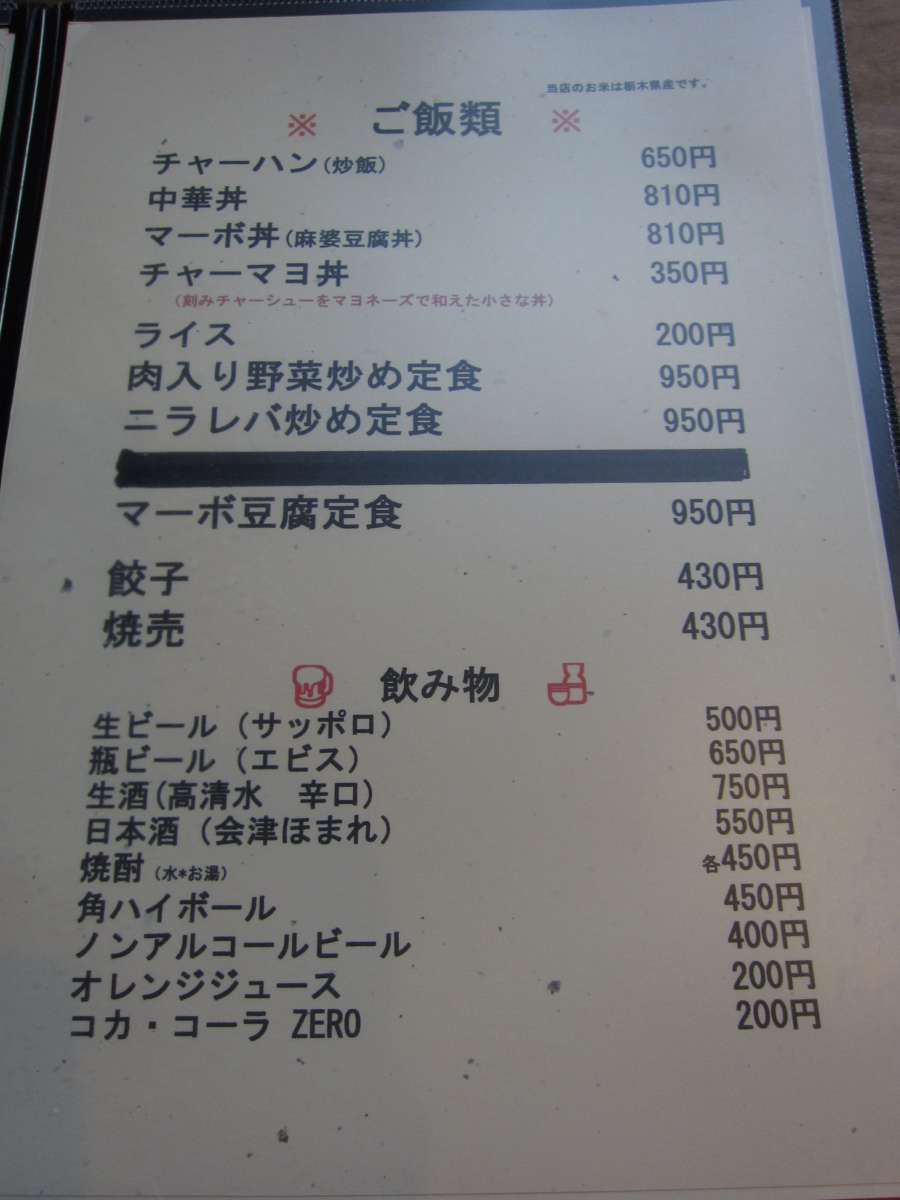 当店のお米は栃木県産です。
※ ご飯類 ※
チャーハン(炒飯) 650円
中華丼 810円
マーボ丼(麻婆豆腐丼) 810円
チャーマヨ丼 350円
(刻みチャーシューをマヨネーズで和えた小さな丼)
ライス 200円
肉入り野菜炒め定食 950円
ニラレバ炒め定食 950円
マーボ豆腐定食 950円
餃子 430円
焼売 430円
飲み物
生ビール (サッポロ) 500円
瓶ビール (エビス) 650円
生酒(高清水 辛口) 750円
日本酒 (会津ほまれ) 550円
焼酎 (水*お湯) 各450円
角ハイボール 450円
ノンアルコールビール 400円
オレンジジュース 200円
コカ・コーラ ZERO 200円